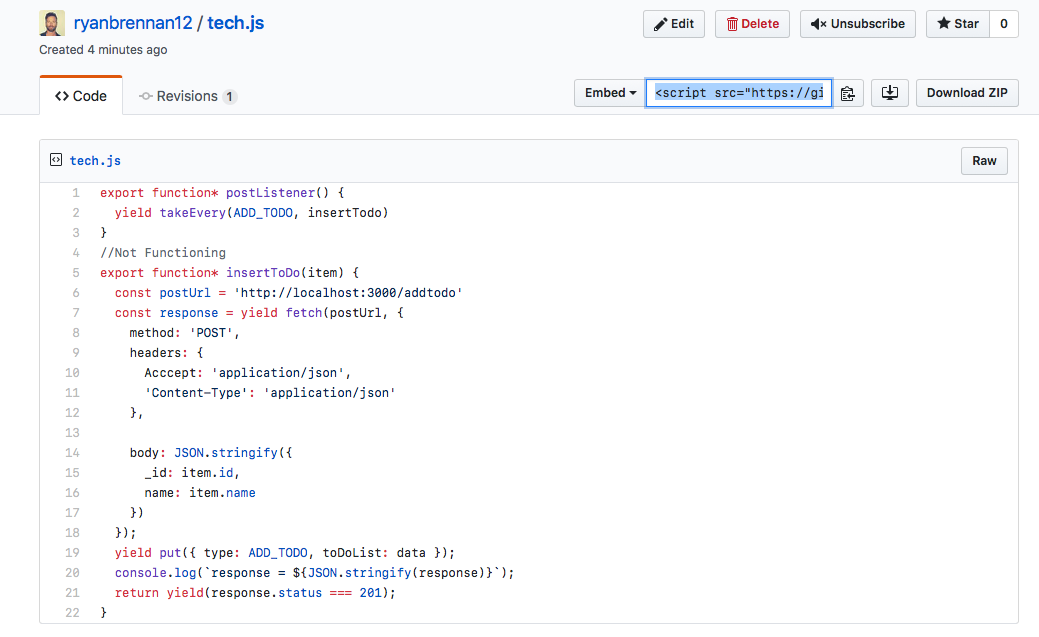 ryanbrennan12 / tech.js
Edit
Delete
Unsubscribe
Star
0
Created 4 minutes ago
Code
Revisions 1
Embed
<script src="https://gi
Download ZIP
tech.js
Raw
1 export function* postListener() {
2   yield takeEvery(ADD_TODO, insertTodo)
3 }
4 //Not Functioning
5 export function* insertToDo(item) {
6   const postUrl = 'http://localhost:3000/addtodo'
7   const response = yield fetch(postUrl, {
8     method: 'POST',
9     headers: {
10       Acccept: 'application/json',
11       'Content-Type': 'application/json'
12     },
13
14     body: JSON.stringify({
15       _id: item.id,
16       name: item.name
17     })
18   });
19   yield put({ type: ADD_TODO, toDoList: data });
20   console.log(`response = ${JSON.stringify(response)}`);
21   return yield(response.status === 201);
22 }